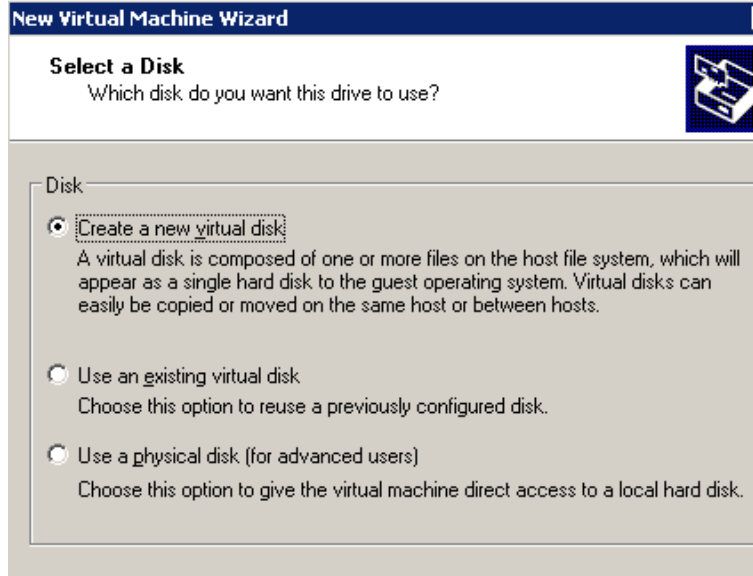 New Virtual Machine Wizard
Select a Disk
Which disk do you want this drive to use?
Disk
Create a new virtual disk
A virtual disk is composed of one or more files on the host file system, which will
appear as a single hard disk to the guest operating system. Virtual disks can
easily be copied or moved on the same host or between hosts.
Use an existing virtual disk
Choose this option to reuse a previously configured disk.
Use a physical disk (for advanced users)
Choose this option to give the virtual machine direct access to a local hard disk.